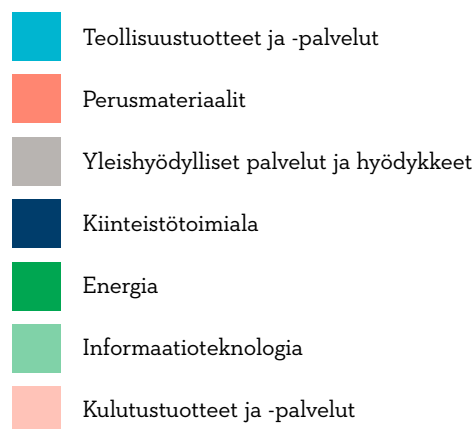 Teollisuustuotteet ja -palvelut
Perusmateriaalit
Yleishyödylliset palvelut ja hyödykkeet
Kiinteistötoimiala
Energia
Informaatioteknologia
Kulutustuotteet ja -palvelut